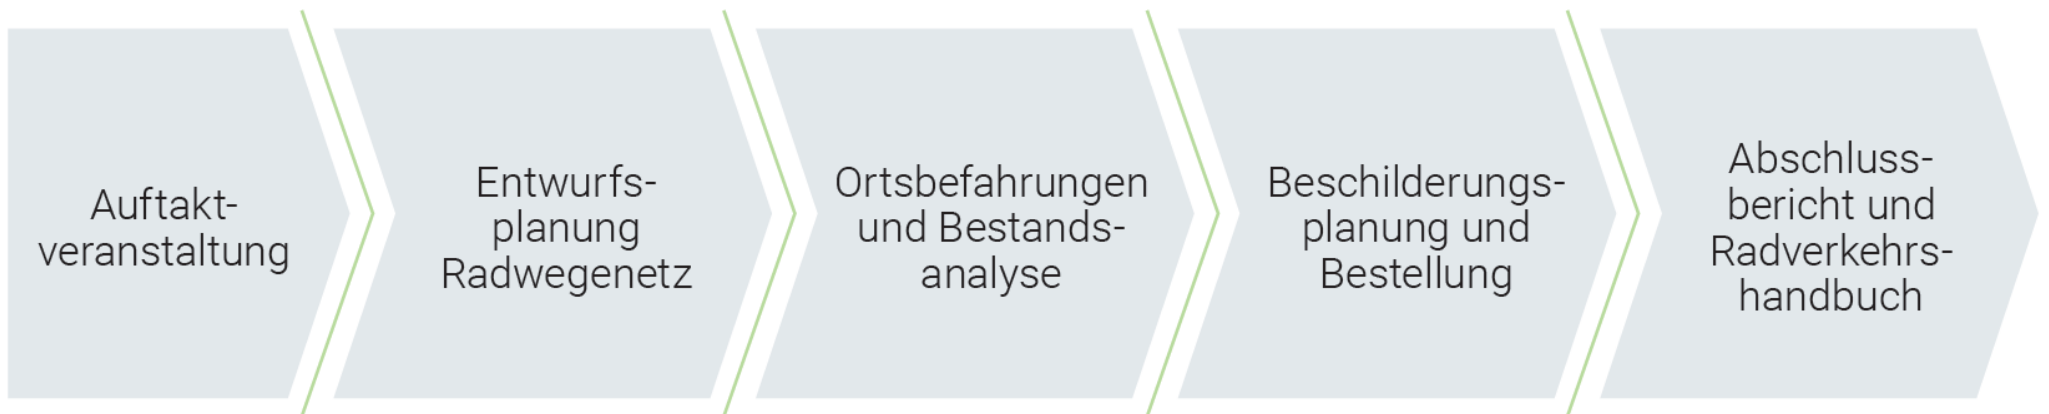 Auftakt-
veranstaltung
Entwurfs-
planung
Radwegenetz
Ortsbefahrungen
und Bestands-
analyse
Beschilderungs-
planung und
Bestellung
Abschluss-
bericht und
Radverkehrs-
handbuch